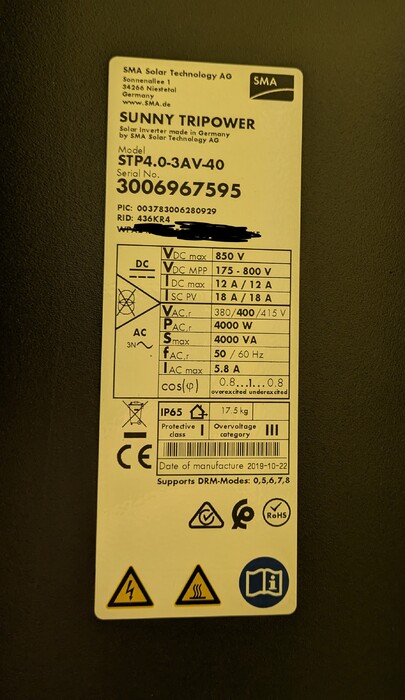 SMA Solar Technology AG
Sonnenallee 1
34266 Niestetal
Germany
www.SMA.de
SMA
SUNNY TRIPOWER
Solar Inverter made in Germany
by SMA Solar Technology AG
Model
STP4.0-3AV-40
Serial No.
3006967595
PIC: 003783006280929
RID: 436KR4
DC
VDC max 850 V
VDC MPP 175 - 800 V
IDC max 12 A / 12 A
ISC PV 18 A / 18 A
AC
3N
VAC,r 380/400/415 V
PAC,r 4000 W
Smax 4000 VA
fAC,r 50 / 60 Hz
IAC max 5.8 A
cos(φ) 0.8...1...0.8
overexcited underexcited
IP65 17.5 kg
Protective class I Overvoltage category III
CE
Date of manufacture 2019-10-22
Supports DRM-Modes: 0,5,6,7,8
RoHS